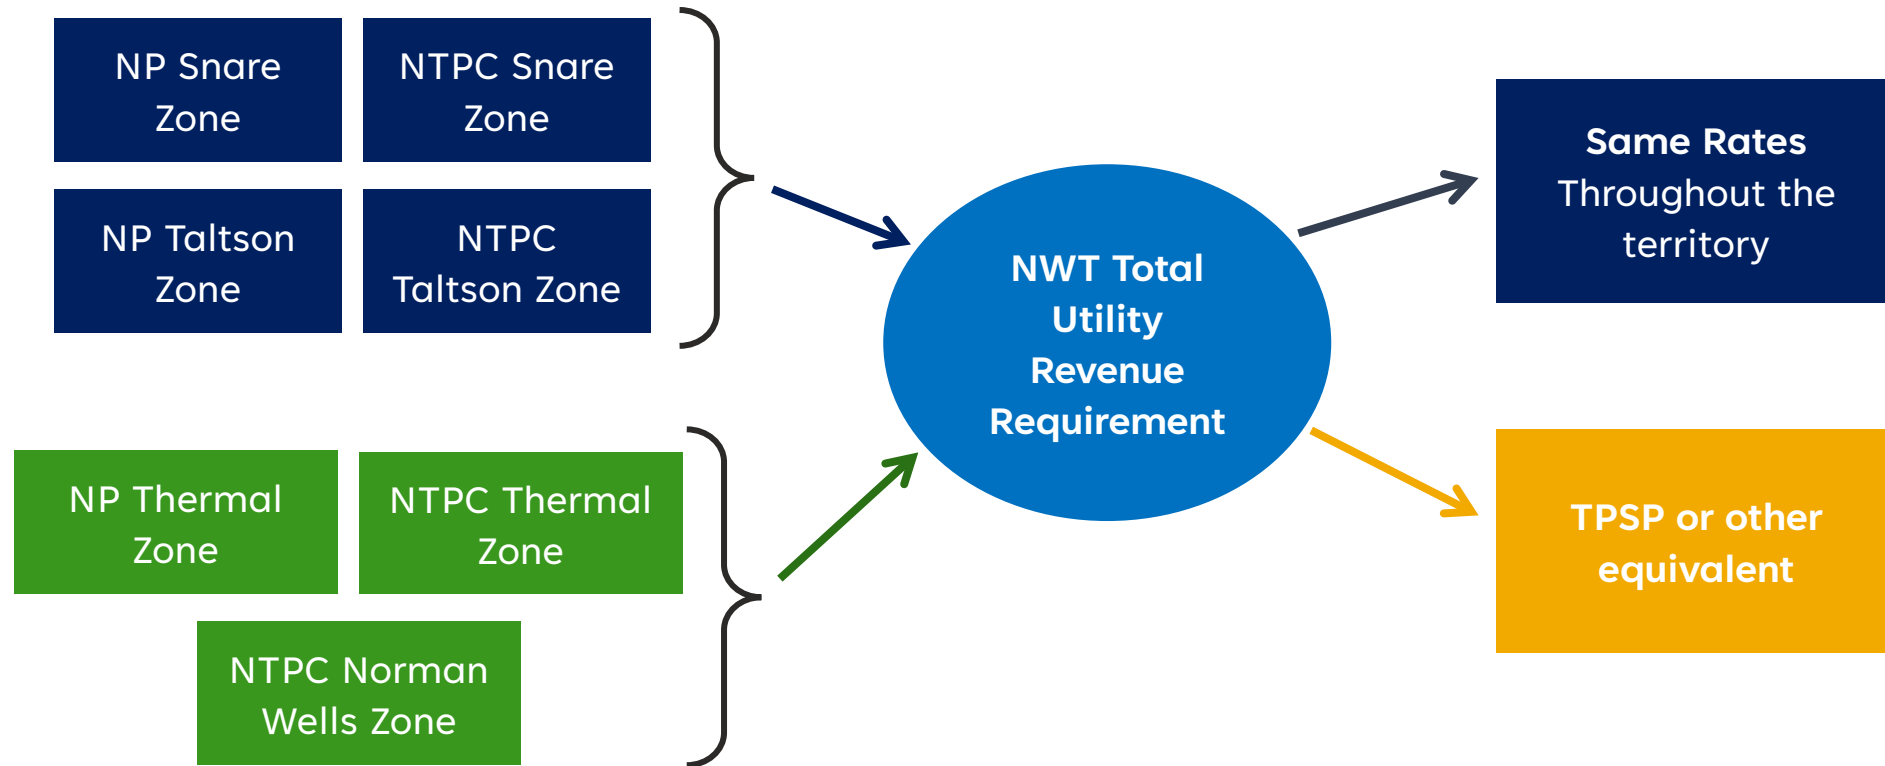 NP Snare
Zone
NTPC Snare
Zone
NP Taltson
Zone
NTPC
Taltson Zone
NP Thermal
Zone
NTPC Thermal
Zone
NTPC Norman
Wells Zone
NWT Total
Utility
Revenue
Requirement
Same Rates
Throughout the
territory
TPSP or other
equivalent